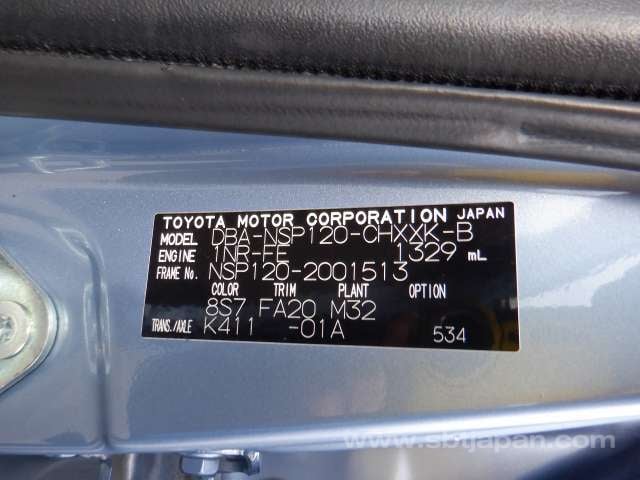 TOYOTA MOTOR CORPORATION JAPAN
MODEL DBA-NSP120-CHXXK-B
ENGINE 1NR-FE 1329 mL
FRAME No. NSP120-2001513
COLOR TRIM PLANT OPTION
8S7 FA20 M32
TRANS./AXLE K411 -01A 534
www.sbtjapan.com